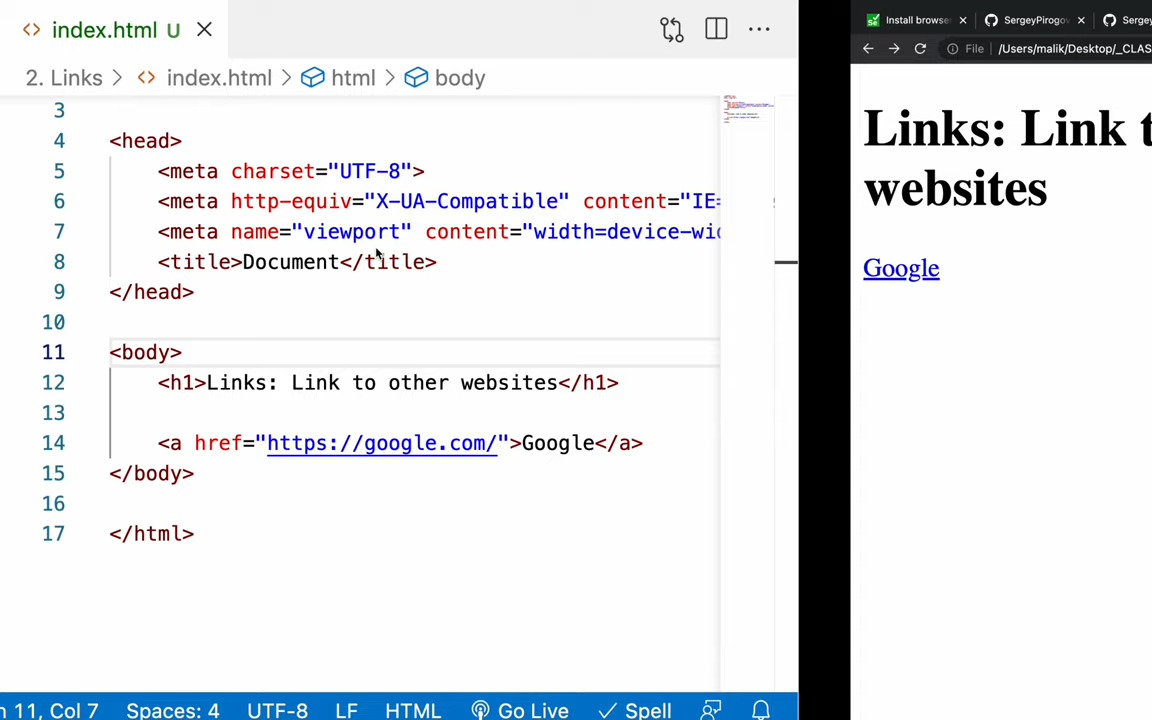 index.html U
2. Links > index.html > html > body
3
4 <head>
5 <meta charset="UTF-8">
6 <meta http-equiv="X-UA-Compatible" content="IE=
7 <meta name="viewport" content="width=device-wid
8 <title>Document</title>
9 </head>
10
11 <body>
12 <h1>Links: Link to other websites</h1>
13
14 <a href="https://google.com/">Google</a>
15 </body>
16
17 </html>
n 11, Col 7 Spaces: 4 UTF-8 LF HTML Go Live Spell
Install browse SergeyPirogov Sergey
File /Users/malik/Desktop/_CLAS
Links: Link t
websites
Google